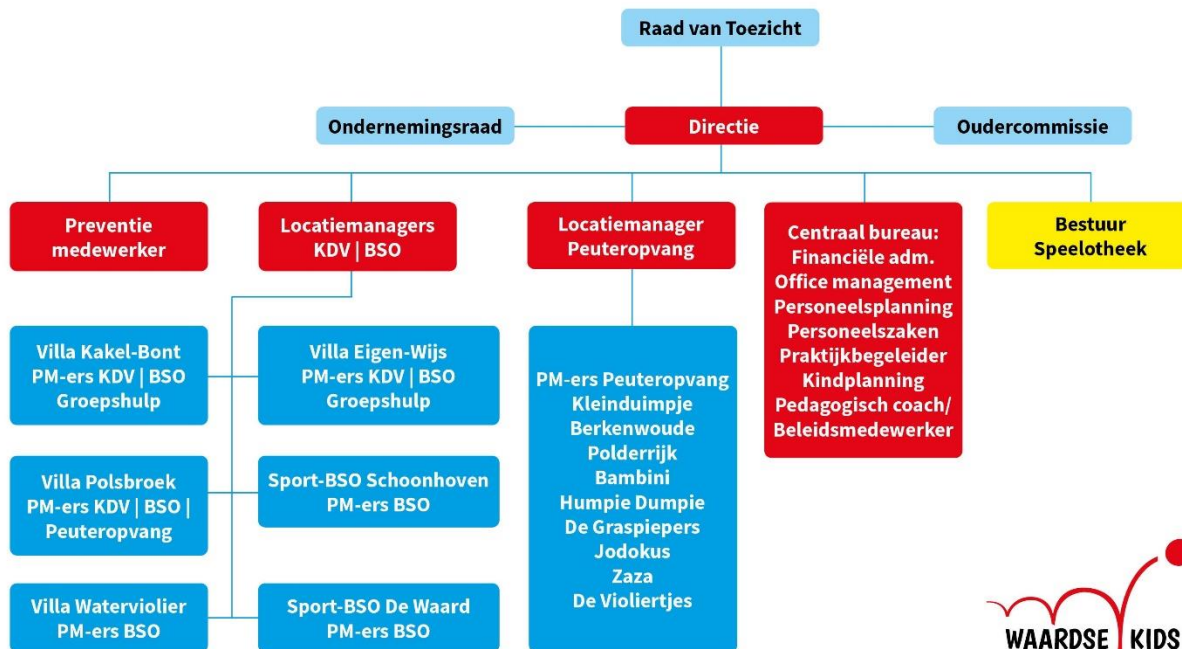 Raad van Toezicht
Ondernemingsraad
Directie
Oudercommissie
Preventie
medewerker
Locatiemanagers
KDV | BSO
Locatiemanager
Peuteropvang
Centraal bureau:
Financiële adm.
Office management
Personeelsplanning
Personeelszaken
Praktijkbegeleider
Kindplanning
Pedagogisch coach/
Beleidsmedewerker
Bestuur
Speelotheek
Villa Kakel-Bont
PM-ers KDV | BSO
Groepshulp
Villa Eigen-Wijs
PM-ers KDV | BSO
Groepshulp
Villa Polsbroek
PM-ers KDV | BSO |
Peuteropvang
Sport-BSO Schoonhoven
PM-ers BSO
Villa Waterviolier
PM-ers BSO
Sport-BSO De Waard
PM-ers BSO
PM-ers Peuteropvang
Kleinduimpje
Berkenwoude
Polderrijk
Bambini
Humpie Dumpie
De Graspiepers
Jodokus
Zaza
De Violiertjes
WAARDSE KIDS